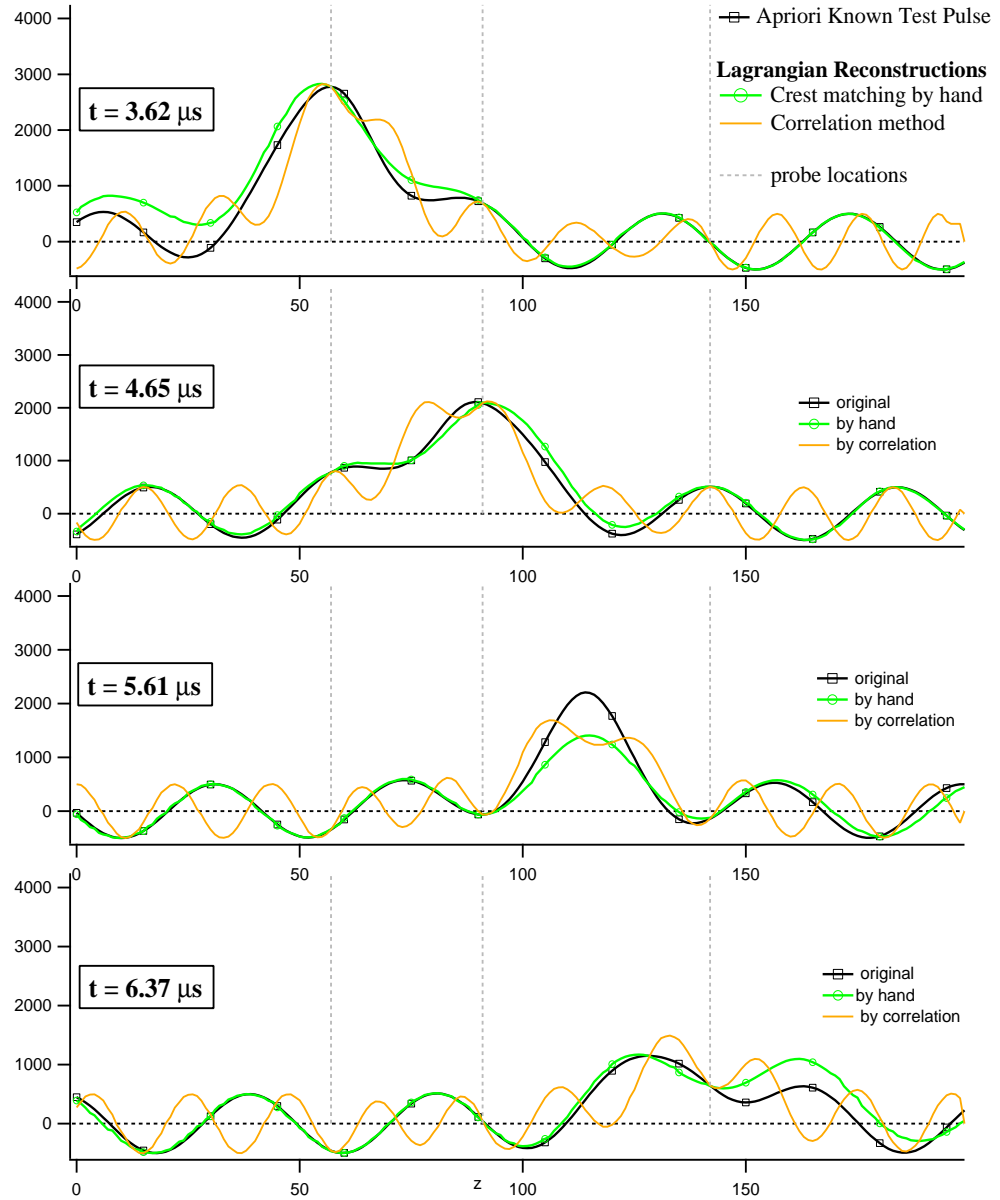 4000
Apriori Known Test Pulse
3000
Lagrangian Reconstructions
t = 3.62 μs
Crest matching by hand
2000
Correlation method
1000
probe locations
0
0 50 100 150
4000
3000
t = 4.65 μs
original
2000
by hand
by correlation
1000
0
0 50 100 150
4000
3000
t = 5.61 μs
original
2000
by hand
by correlation
1000
0
0 50 100 150
4000
3000
t = 6.37 μs
original
2000
by hand
by correlation
1000
0
0 50 z 100 150